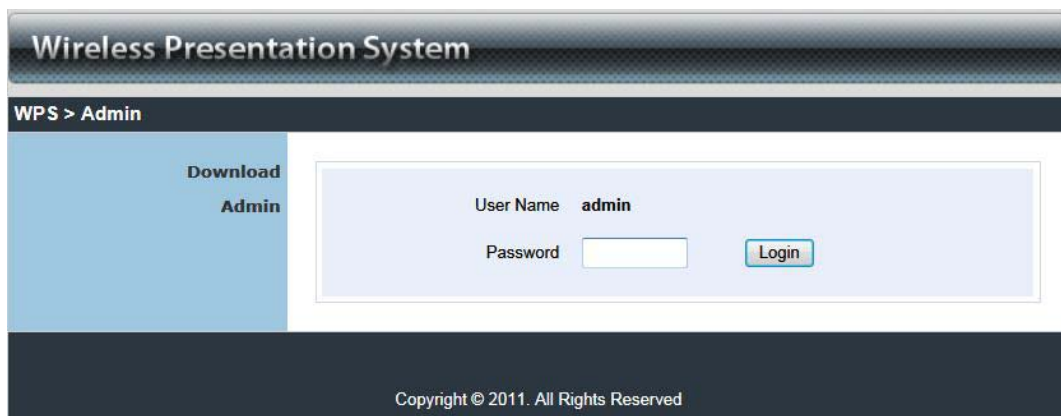 Wireless Presentation System
WPS > Admin
Download
Admin
User Name admin
Password
Login
Copyright © 2011. All Rights Reserved